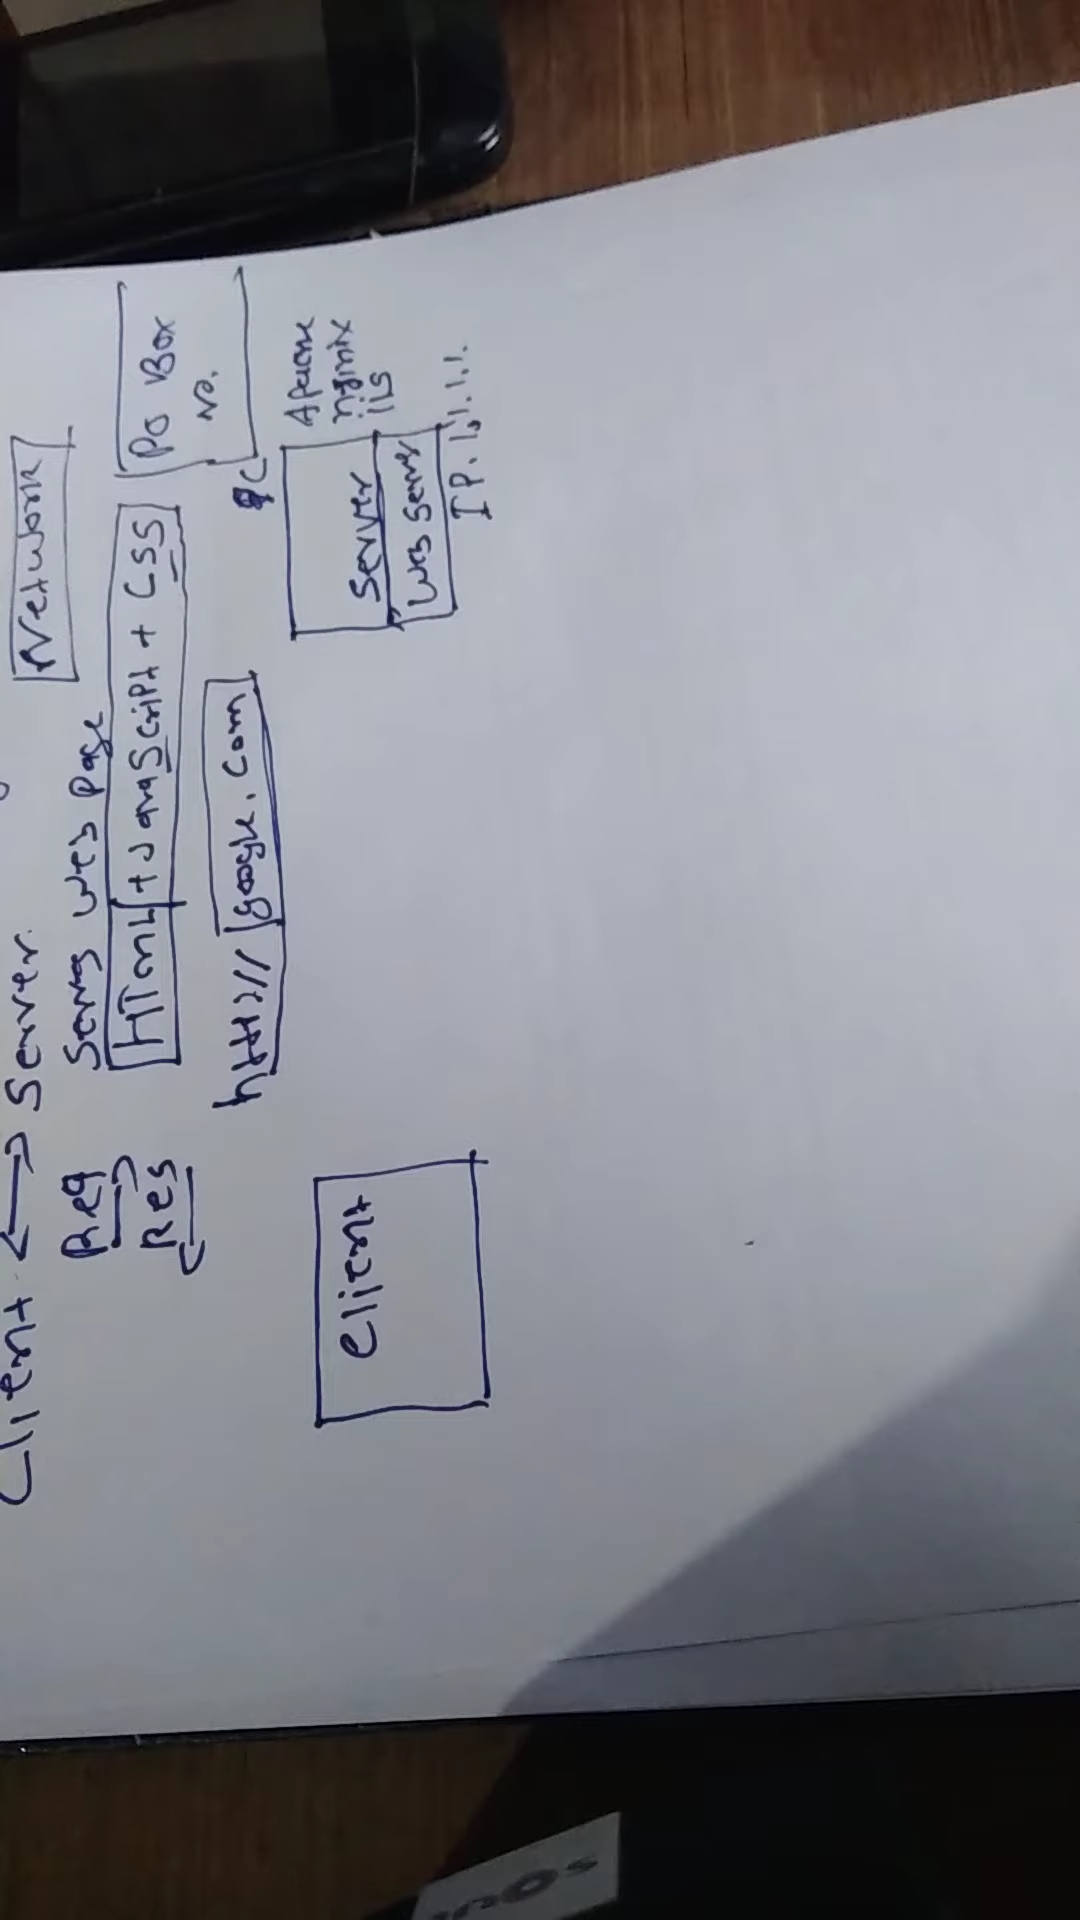 Client ↔ Server.
Network
Req
Res
Serves Web Page
HTML + JavaScript + CSS
PO Box
No.
http://google.com
Client
Server
Web Server
Apache
nginix
IIS
IP. 1.1.1.1.